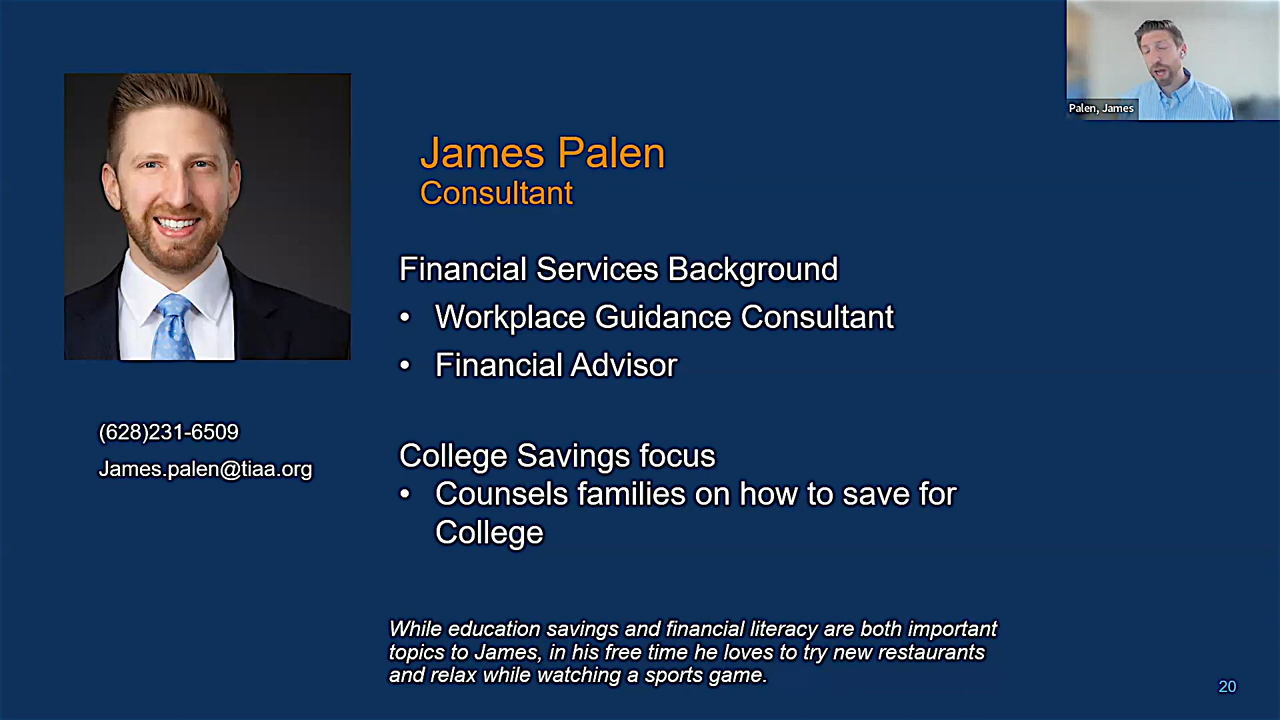 Palen, James
James Palen
Consultant
Financial Services Background
• Workplace Guidance Consultant
• Financial Advisor
(628)231-6509
James.palen@tiaa.org
College Savings focus
• Counsels families on how to save for
College
While education savings and financial literacy are both important
topics to James, in his free time he loves to try new restaurants
and relax while watching a sports game.
20